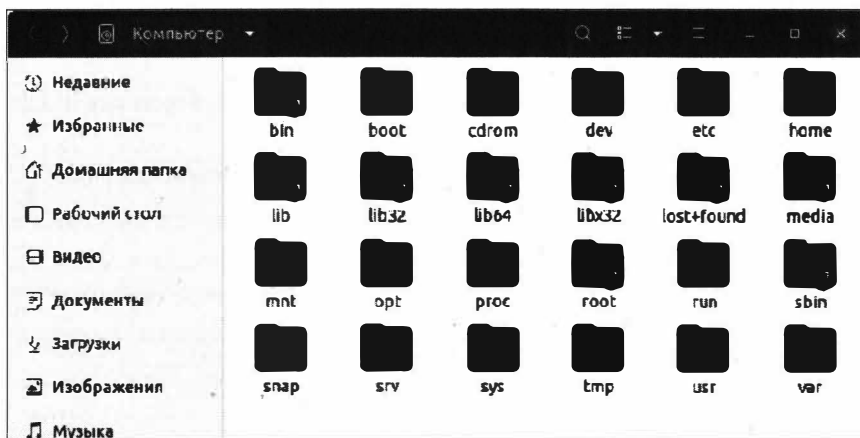 Компьютер
Недавние
Избранные
Домашняя папка
Рабочий стол
Видео
Документы
Загрузки
Изображения
Музыка
bin boot cdrom dev etc home
lib lib32 lib64 libx32 lost+found media
mnt opt proc root run sbin
snap srv sys tmp usr var